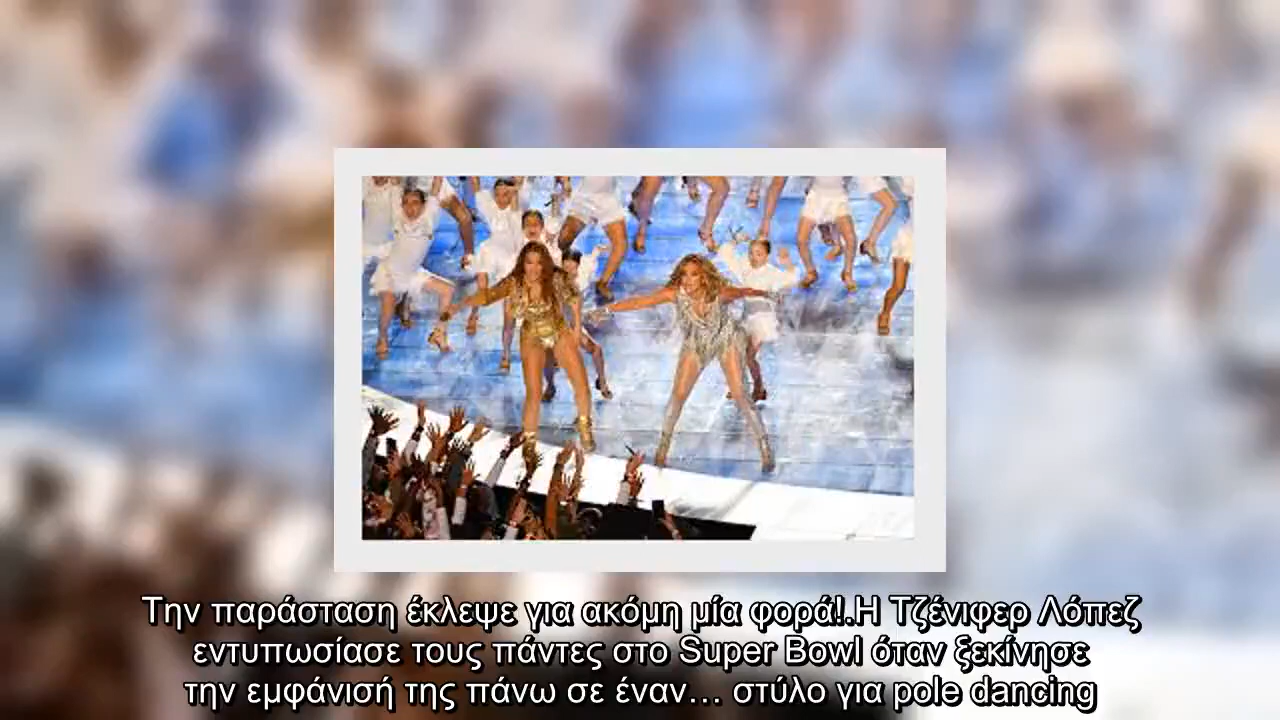 Την παράσταση έκλεψε για ακόμη μία φορά!.Η Τζένιφερ Λόπεζ
εντυπωσίασε τους πάντες στο Super Bowl όταν ξεκίνησε
την εμφάνισή της πάνω σε έναν… στύλο για pole dancing